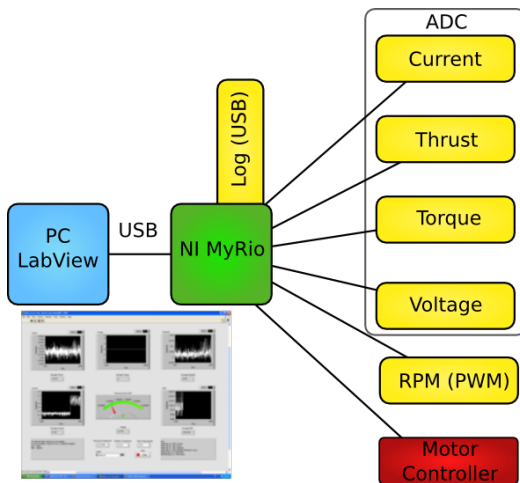 ADC
Current
Log (USB)
Thrust
PC
LabView
USB
NI MyRio
Torque
Voltage
RPM (PWM)
Motor
Controller